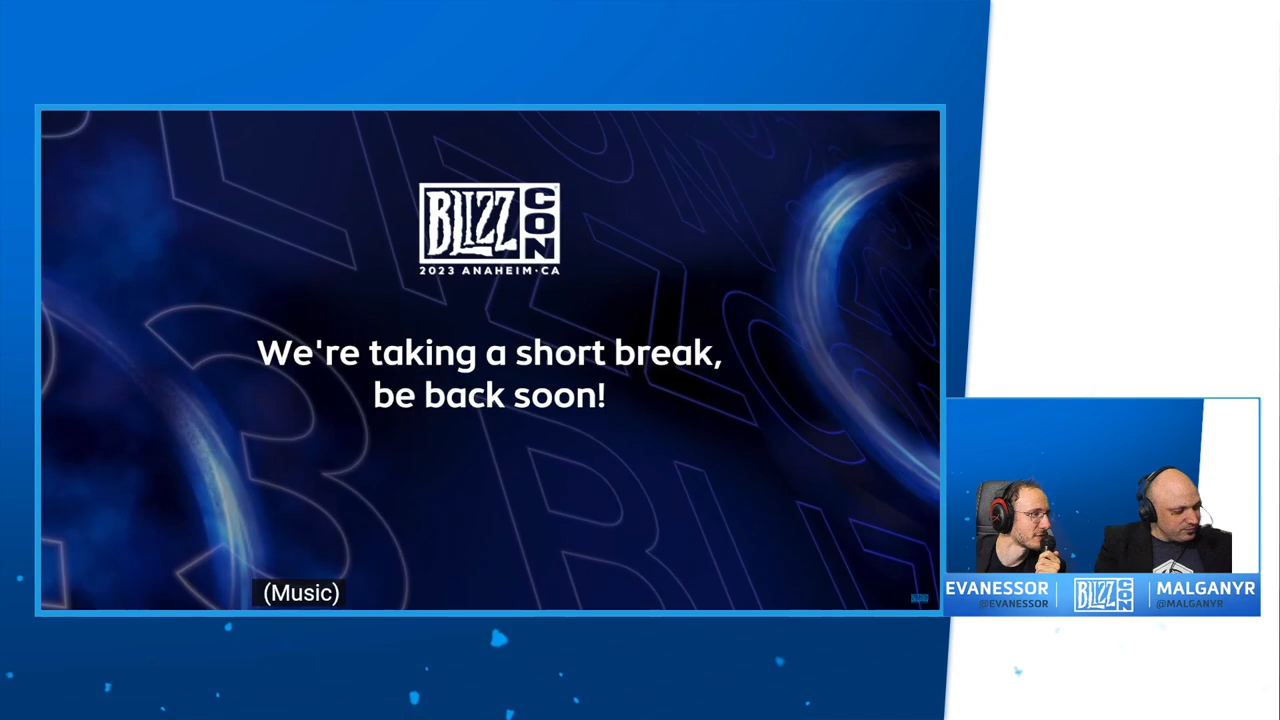 BLIZZ CON
2023 ANAHEIM·CA
We're taking a short break,
be back soon!
(Music)
EVANESSOR
@EVANESSOR
BLIZZ CON
MALGANYR
@MALGANYR